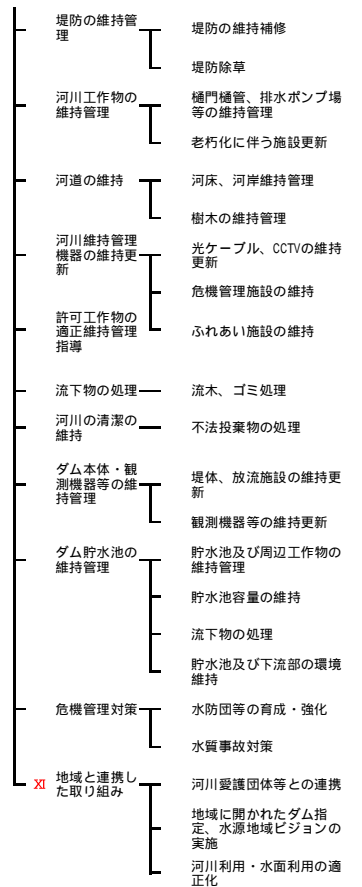 堤防の維持管
理
堤防の維持補修
堤防除草
河川工作物の
維持管理
樋門樋管、排水ポンプ場
等の維持管理
老朽化に伴う施設更新
河道の維持
河床、河岸維持管理
樹木の維持管理
河川維持管理
機器の維持更
新
光ケーブル、CCTVの維持
更新
危機管理施設の維持
許可工作物の
適正維持管理
指導
ふれあい施設の維持
流下物の処理
流木、ゴミ処理
河川の清潔の
維持
不法投棄物の処理
ダム本体・観
測機器等の維
持管理
堤体、放流施設の維持更
新
観測機器等の維持更新
ダム貯水池の
維持管理
貯水池及び周辺工作物の
維持管理
貯水池容量の維持
流下物の処理
貯水池及び下流部の環境
維持
危機管理対策
水防団等の育成・強化
水質事故対策
XI 地域と連携し
た取り組み
河川愛護団体等との連携
地域に開かれたダム指
定、水源地域ビジョンの
実施
河川利用・水面利用の適
正化